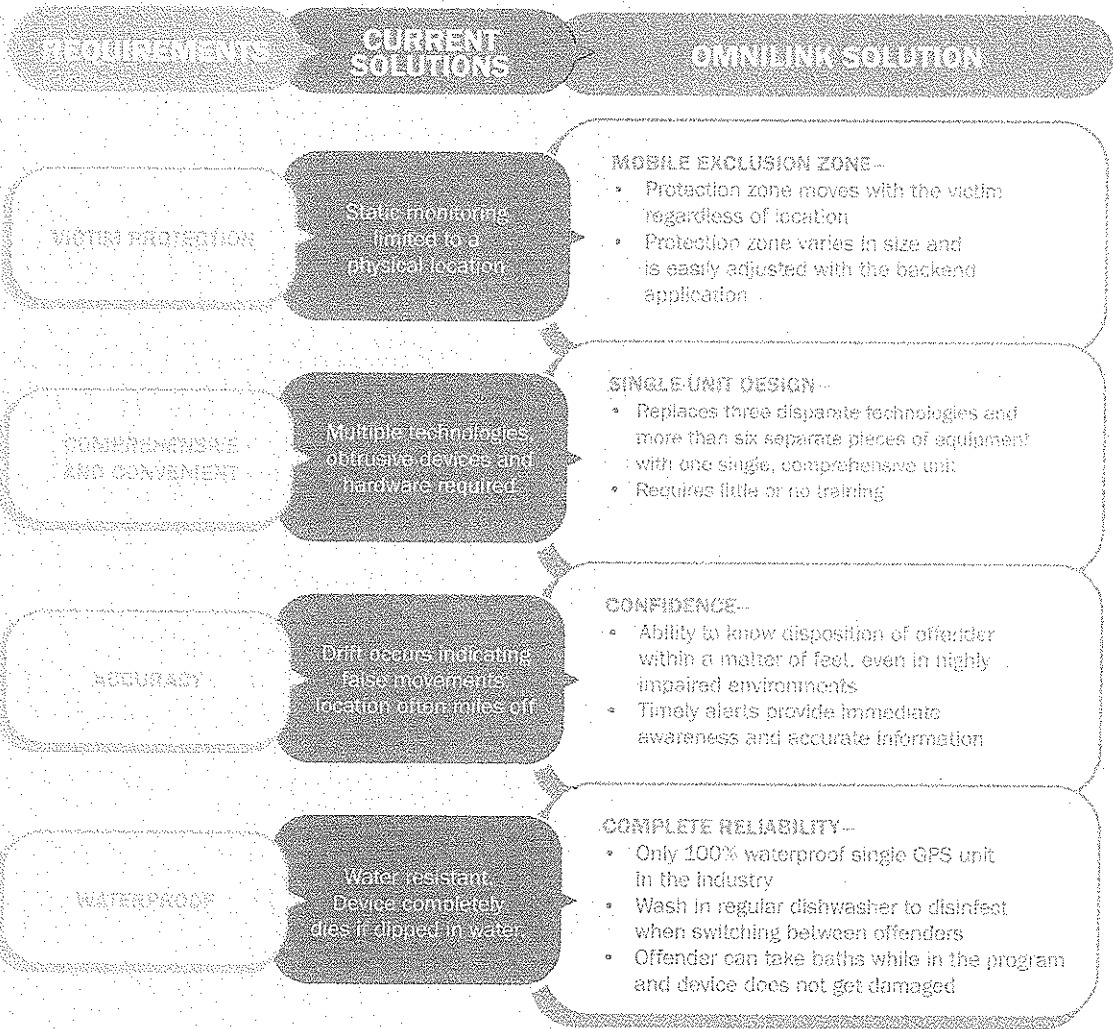 REQUIREMENTS
CURRENT
SOLUTIONS
OMNILINK SOLUTION
VICTIM PROTECTION
Static monitoring
limited to a
physical location
MOBILE EXCLUSION ZONE–
• Protection zone moves with the victim
regardless of location
• Protection zone varies in size and
is easily adjusted with the backend
application
COMPREHENSIVE
AND CONVENIENT
Multiple technologies,
obtrusive devices and
hardware required
SINGLE-UNIT DESIGN–
• Replaces three disparate technologies and
more than six separate pieces of equipment
with one single, comprehensive unit
• Requires little or no training
ACCURACY
Drift occurs indicating
false movements;
location often miles off
CONFIDENCE–
• Ability to know disposition of offender
within a matter of feet, even in highly
impaired environments
• Timely alerts provide immediate
awareness and accurate information
WATERPROOF
Water resistant.
Device completely
dies if dipped in water.
COMPLETE RELIABILITY–
• Only 100% waterproof single GPS unit
in the industry
• Wash in regular dishwasher to disinfect
when switching between offenders
• Offender can take baths while in the program
and device does not get damaged